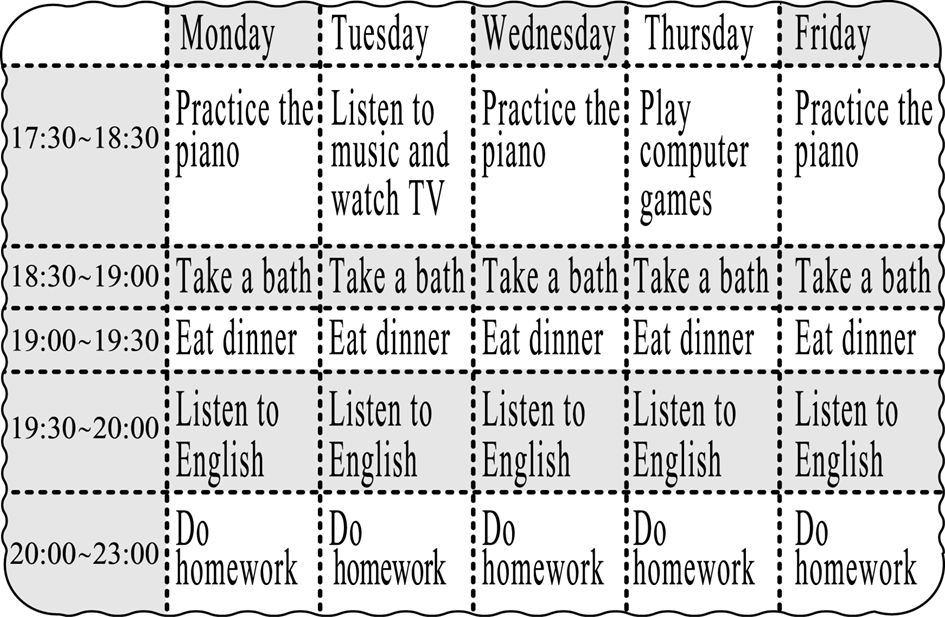 Monday Tuesday Wednesday Thursday Friday
17:30~18:30 Practice the piano Listen to music and watch TV Practice the piano Play computer games Practice the piano
18:30~19:00 Take a bath Take a bath Take a bath Take a bath Take a bath
19:00~19:30 Eat dinner Eat dinner Eat dinner Eat dinner Eat dinner
19:30~20:00 Listen to English Listen to English Listen to English Listen to English Listen to English
20:00~23:00 Do homework Do homework Do homework Do homework Do homework